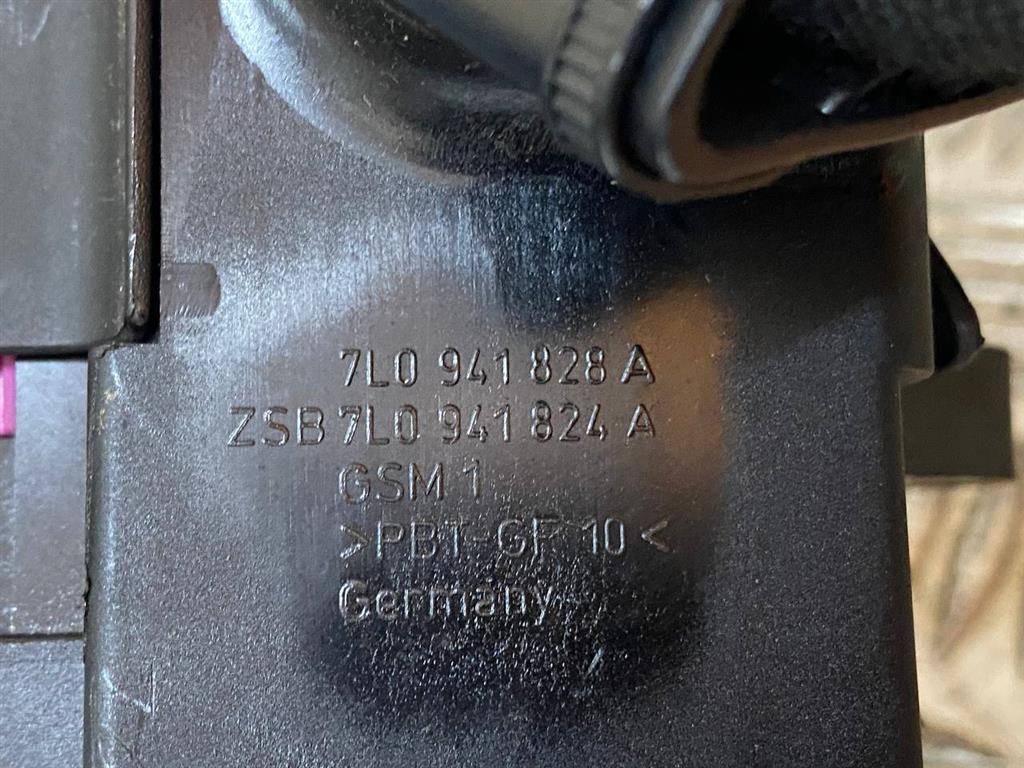 7L0 941 828 A
ZSB 7L0 941 824 A
GSM 1
>PBT-GF 10<
Germany